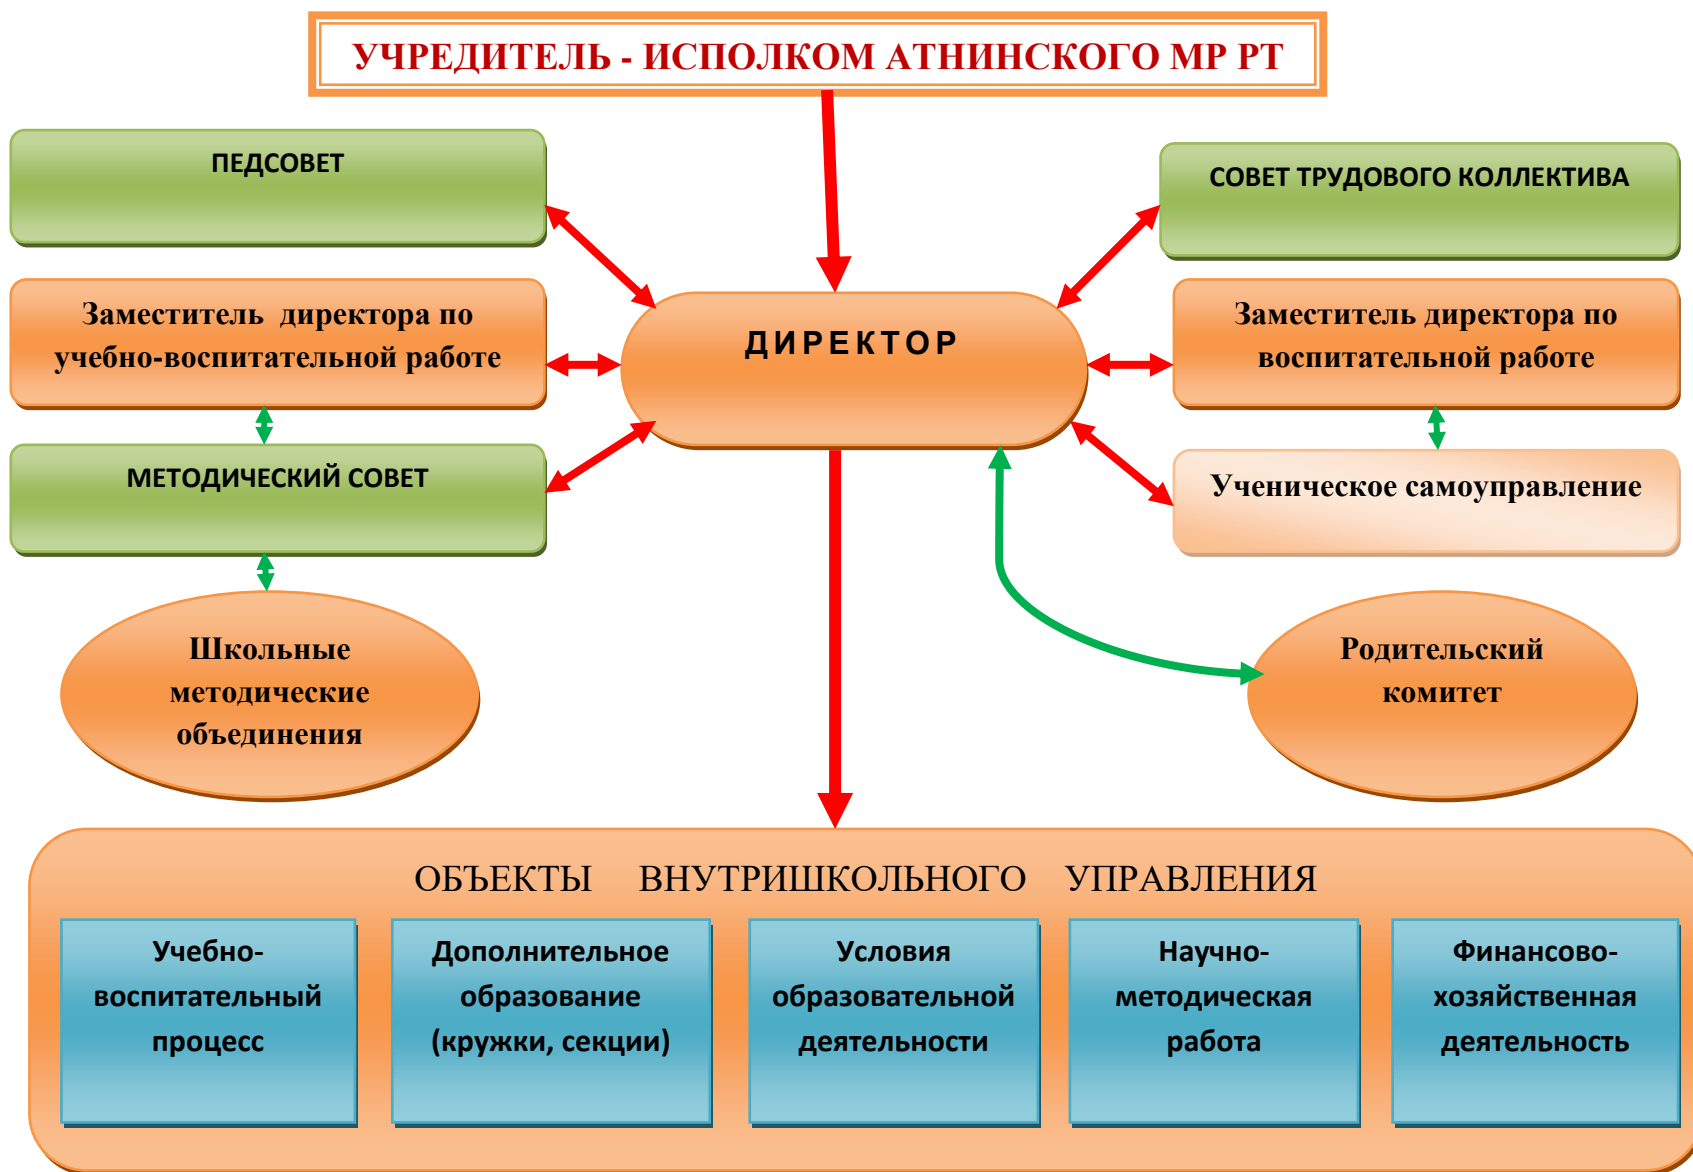 УЧРЕДИТЕЛЬ - ИСПОЛКОМ АТНИНСКОГО МР РТ
ПЕДСОВЕТ
СОВЕТ ТРУДОВОГО КОЛЛЕКТИВА
Заместитель директора по
учебно-воспитательной работе
ДИРЕКТОР
Заместитель директора по
воспитательной работе
МЕТОДИЧЕСКИЙ СОВЕТ
Ученическое самоуправление
Школьные
методические
объединения
Родительский
комитет
ОБЪЕКТЫ ВНУТРИШКОЛЬНОГО УПРАВЛЕНИЯ
Учебно-
воспитательный
процесс
Дополнительное
образование
(кружки, секции)
Условия
образовательной
деятельности
Научно-
методическая
работа
Финансово-
хозяйственная
деятельность